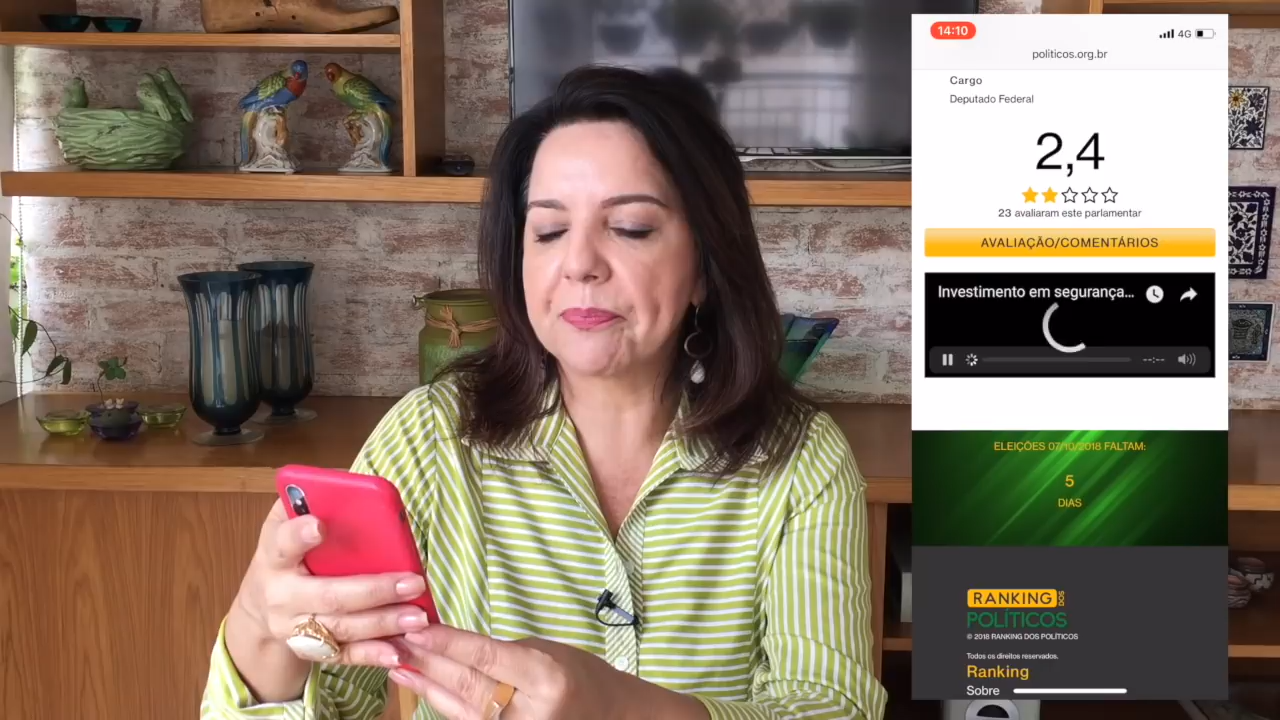 14:10
4G
politicos.org.br
Cargo
Deputado Federal
2,4
23 avaliaram este parlamentar
AVALIAÇÃO/COMENTÁRIOS
Investimento em segurança...
--:--
ELEIÇÕES 07/10/2018 FALTAM:
5
DIAS
RANKING DOS
POLÍTICOS
© 2018 RANKING DOS POLÍTICOS
Todos os direitos reservados.
Ranking
Sobre